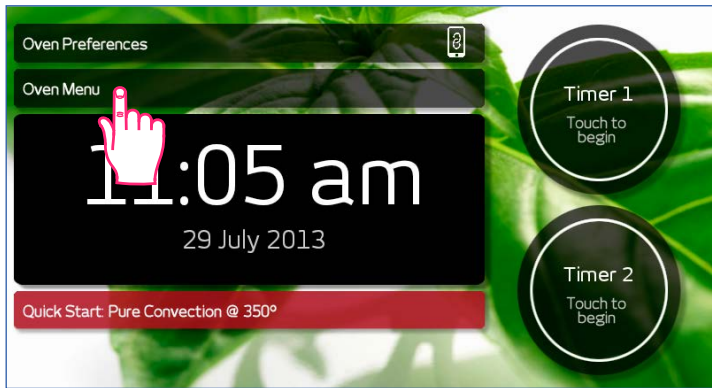 Oven Preferences
Oven Menu
11:05 am
29 July 2013
Quick Start: Pure Convection @ 350°
Timer 1
Touch to
begin
Timer 2
Touch to
begin